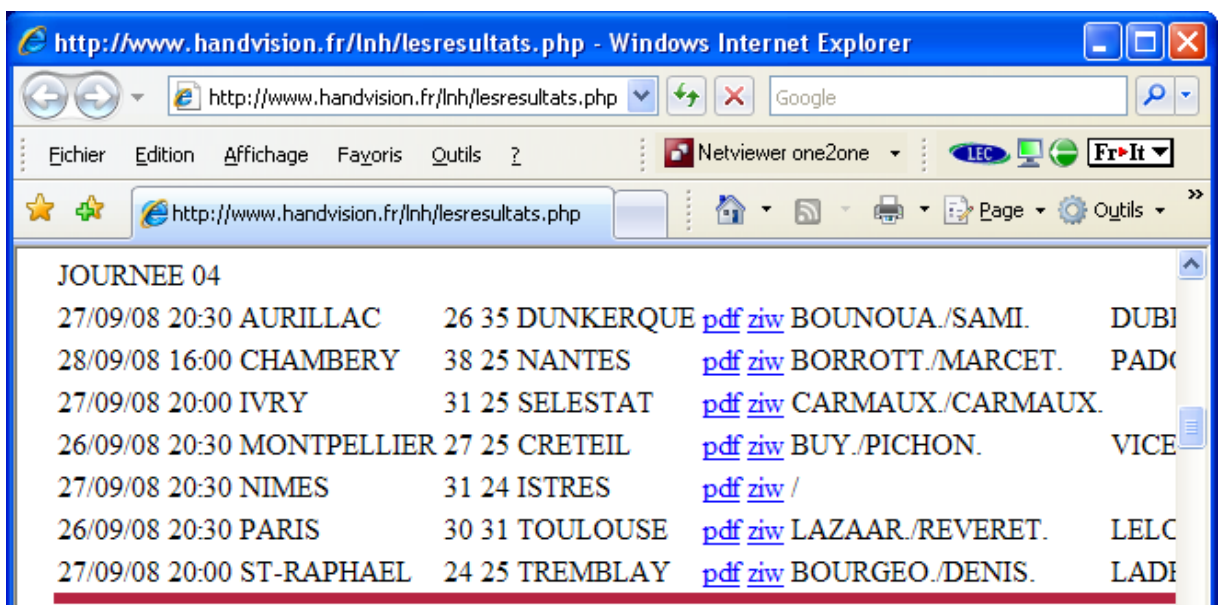 http://www.handvision.fr/lnh/lesresultats.php - Windows Internet Explorer
http://www.handvision.fr/lnh/lesresultats.php Google
Fichier Edition Affichage Favoris Outils ? Netviewer one2one LEC Fr▸It
http://www.handvision.fr/lnh/lesresultats.php Page Outils »
JOURNEE 04
27/09/08 20:30 AURILLAC 26 35 DUNKERQUE pdf ziw BOUNOUA./SAMI.
28/09/08 16:00 CHAMBERY 38 25 NANTES pdf ziw BORROTT./MARCET.
27/09/08 20:00 IVRY 31 25 SELESTAT pdf ziw CARMAUX./CARMAUX.
26/09/08 20:30 MONTPELLIER 27 25 CRETEIL pdf ziw BUY./PICHON. VICE
27/09/08 20:30 NIMES 31 24 ISTRES pdf ziw /
26/09/08 20:30 PARIS 30 31 TOULOUSE pdf ziw LAZAAR./REVERET.
27/09/08 20:00 ST-RAPHAEL 24 25 TREMBLAY pdf ziw BOURGEO./DENIS.